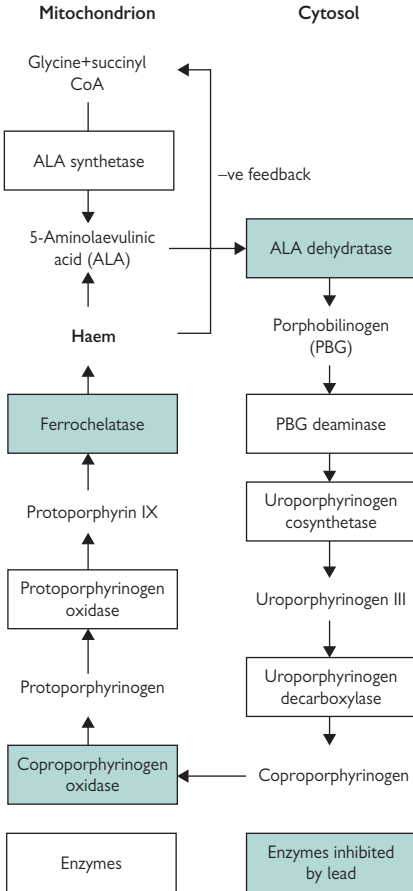 Mitochondrion
Glycine+succinyl
CoA
ALA synthetase
5-Aminolaevulinic
acid (ALA)
Haem
Ferrochelatase
Protoporphyrin IX
Protoporphyrinogen
oxidase
Protoporphyrinogen
Coproporphyrinogen
oxidase
Enzymes
–ve feedback
Cytosol
ALA dehydratase
Porphobilinogen
(PBG)
PBG deaminase
Uroporphyrinogen
cosynthetase
Uroporphyrinogen III
Uroporphyrinogen
decarboxylase
Coproporphyrinogen
Enzymes inhibited
by lead